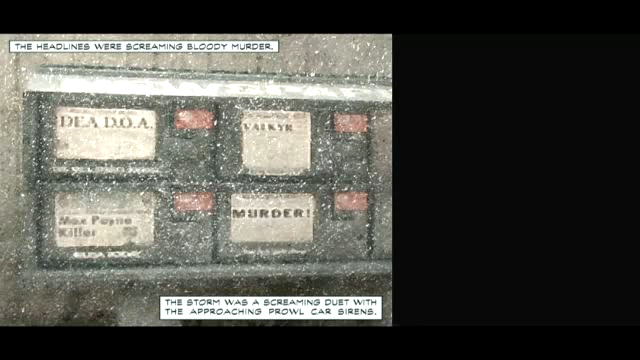 THE HEADLINES WERE SCREAMING BLOODY MURDER.
DEA D.O.A.
VALKYR
Max Payne
Killer
MURDER!
THE STORM WAS A SCREAMING DUET WITH
THE APPROACHING PROWL CAR SIRENS.